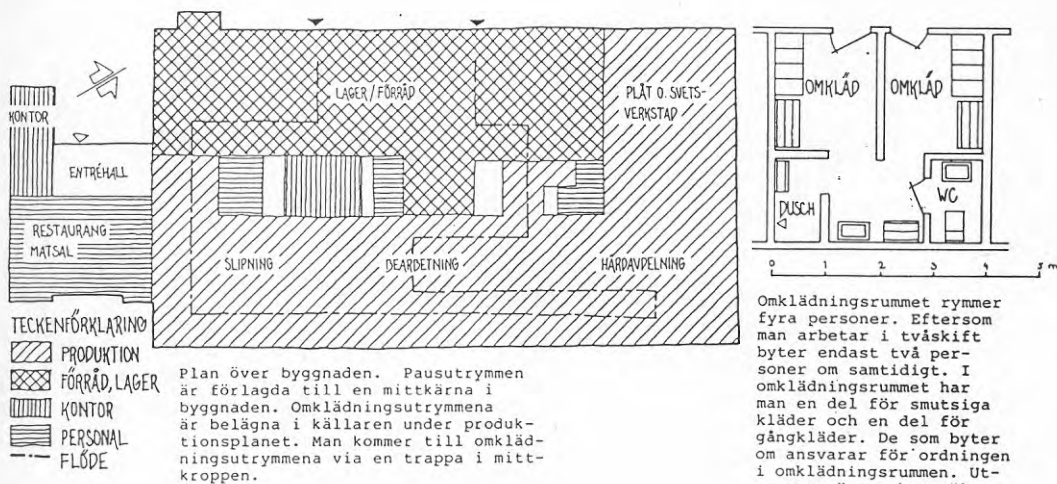 KONTOR
ENTRÉHALL
RESTAURANG
MATSAL
LAGER/FÖRRÅD
PLÅT O. SVETS-
VERKSTAD
SLIPNING
BEARBETNING
HÄRDAVDELNING
TECKENFÖRKLARING
PRODUKTION
FÖRRÅD, LAGER
KONTOR
PERSONAL
FLÖDE
Plan över byggnaden. Pausutrymmen
är förlagda till en mittkärna i
byggnaden. Omklädningsutrymmena
är belägna i källaren under produk-
tionsplanet. Man kommer till omkläd-
ningsutrymmena via en trappa i mitt-
kroppen.
OMKLÄD
OMKLÄD
DUSCH
WC
0 1 2 3 4 5 m
Omklädningsrummet rymmer
fyra personer. Eftersom
man arbetar i tvåskift
byter endast två per-
soner om samtidigt. I
omklädningsrummet har
man en del för smutsiga
kläder och en del för
gångkläder. De som byter
om ansvarar för ordningen
i omklädningsrummen. Ut-